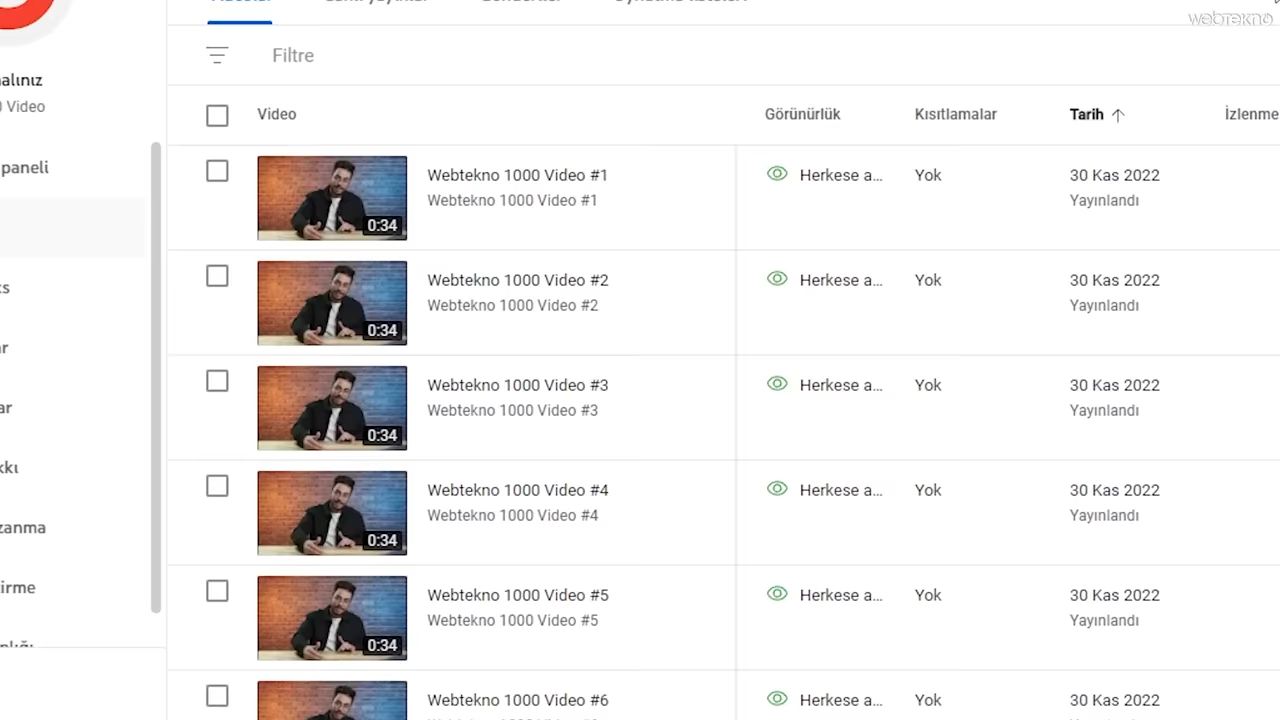 webtekno
Filtre
Video Görünürlük Kısıtlamalar Tarih İzlenme
alınız
Video
paneli
zanma
irme
0:34 Webtekno 1000 Video #1 Herkese a... Yok 30 Kas 2022
Webtekno 1000 Video #1 Yayınlandı
0:34 Webtekno 1000 Video #2 Herkese a... Yok 30 Kas 2022
Webtekno 1000 Video #2 Yayınlandı
0:34 Webtekno 1000 Video #3 Herkese a... Yok 30 Kas 2022
Webtekno 1000 Video #3 Yayınlandı
0:34 Webtekno 1000 Video #4 Herkese a... Yok 30 Kas 2022
Webtekno 1000 Video #4 Yayınlandı
0:34 Webtekno 1000 Video #5 Herkese a... Yok 30 Kas 2022
Webtekno 1000 Video #5 Yayınlandı
Webtekno 1000 Video #6 Herkese a... Yok 30 Kas 2022